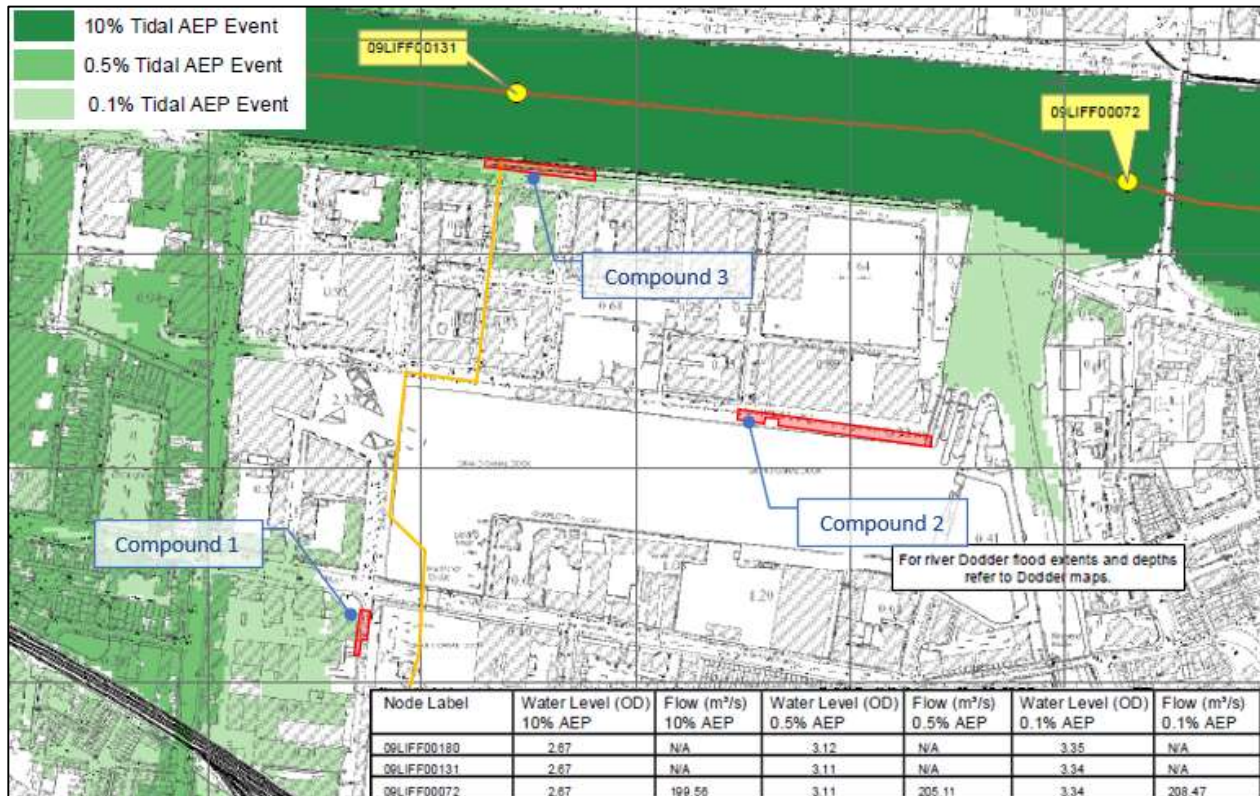 10% Tidal AEP Event
0.5% Tidal AEP Event
0.1% Tidal AEP Event
09LIFF00131
09LIFF00072
Compound 3
Compound 1
Compound 2
For river Dodder flood extents and depths
refer to Dodder maps.
1.20
Node Label Water Level (OD) Flow (m³/s) Water Level (OD) Flow (m³/s) Water Level (OD) Flow (m³/s)
10% AEP 10% AEP 0.5% AEP 0.5% AEP 0.1% AEP 0.1% AEP
09LIFF00180 2.67 N/A 3.12 N/A 3.35 N/A
09LIFF00131 2.67 N/A 3.11 N/A 3.34 N/A
09LIFF00072 2.67 199.56 3.11 205.11 3.34 208.47